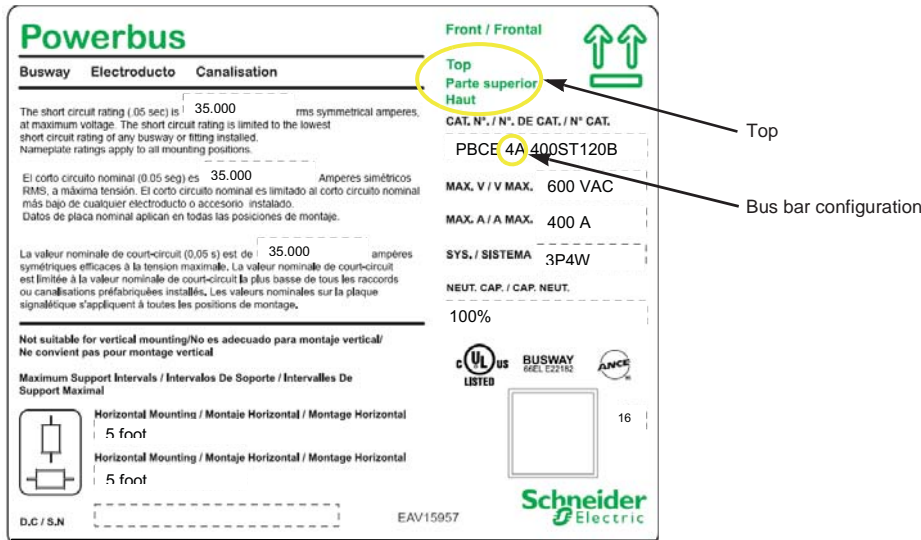 Powerbus
Busway Electroducto Canalisation
The short circuit rating (.05 sec) is 35.000 rms symmetrical amperes,
at maximum voltage. The short circuit rating is limited to the lowest
short circuit rating of any busway or fitting installed.
Nameplate ratings apply to all mounting positions.
El corto circuito nominal (0.05 seg) es 35.000 Amperes simétricos
RMS, a máxima tensión. El corto circuito nominal es limitado al corto circuito nominal
más bajo de cualquier electroducto o accesorio instalado.
Datos de placa nominal aplican en todas las posiciones de montaje.
La valeur nominale de court-circuit (0,05 s) est de 35.000 ampères
symétriques efficaces à la tension maximale. La valeur nominale de court-circuit
est limitée à la valeur nominale de court-circuit la plus basse de tous les raccords
ou canalisations préfabriquées installés. Les valeurs nominales sur la plaque
signalétique s'appliquent à toutes les positions de montage.
Not suitable for vertical mounting/No es adecuado para montaje vertical/
Ne convient pas pour montage vertical
Maximum Support Intervals / Intervalos De Soporte / Intervalles De
Support Maximal
Horizontal Mounting / Montaje Horizontal / Montage Horizontal
5 foot
Horizontal Mounting / Montaje Horizontal / Montage Horizontal
5 foot
D.C / S.N
EAV15957
Front / Frontal
Top
Parte superior
Haut
CAT. N°. / N°. DE CAT. / N° CAT.
PBCE 4A 400ST120B
MAX. V / V MAX. 600 VAC
MAX. A / A MAX. 400 A
SYS. / SISTEMA 3P4W
NEUT. CAP. / CAP. NEUT.
100%
c UL us LISTED
BUSWAY
66EL E22182
ANCE
16
Schneider
Electric
Top
Bus bar configuration